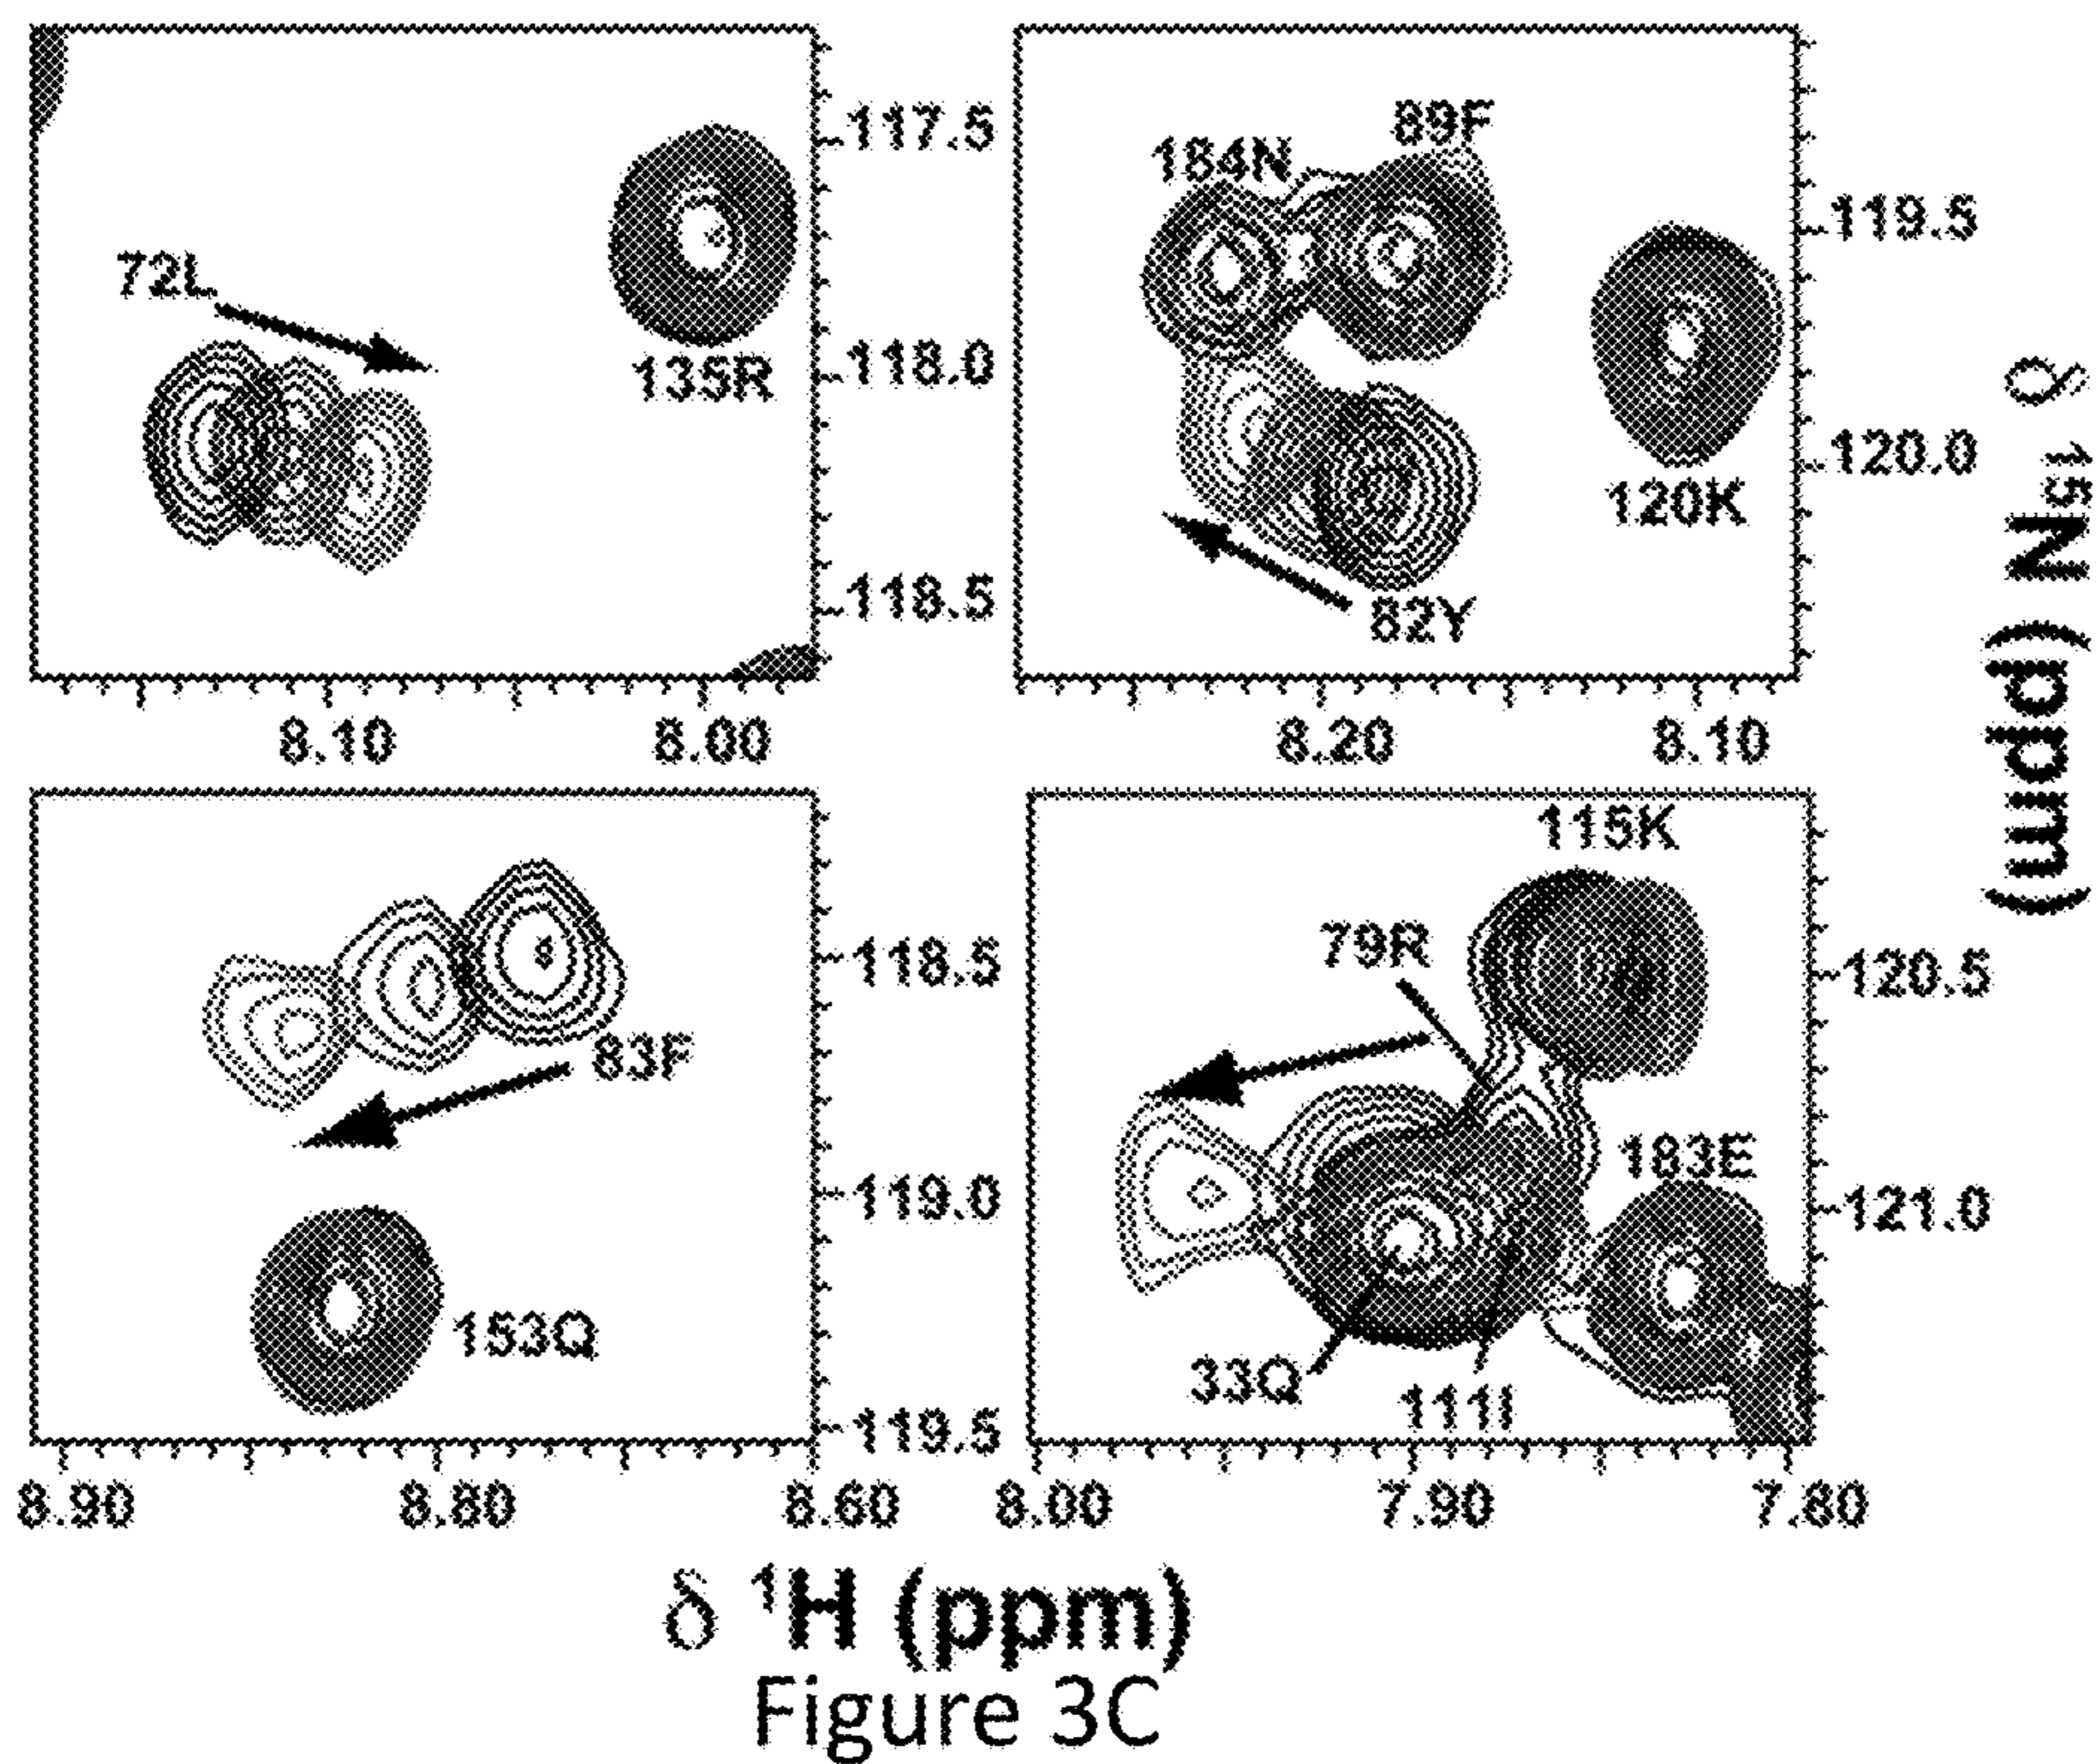 72L
135R
117.5
118.0
118.5
8.10
8.00
184N
89F
120K
82Y
119.5
120.0
8.20
8.10
δ 15N (ppm)
83F
153Q
118.5
119.0
119.5
8.90
8.80
8.60
115K
79R
183E
33Q
111I
120.5
121.0
8.00
7.90
7.80
δ 1H (ppm)
Figure 3C